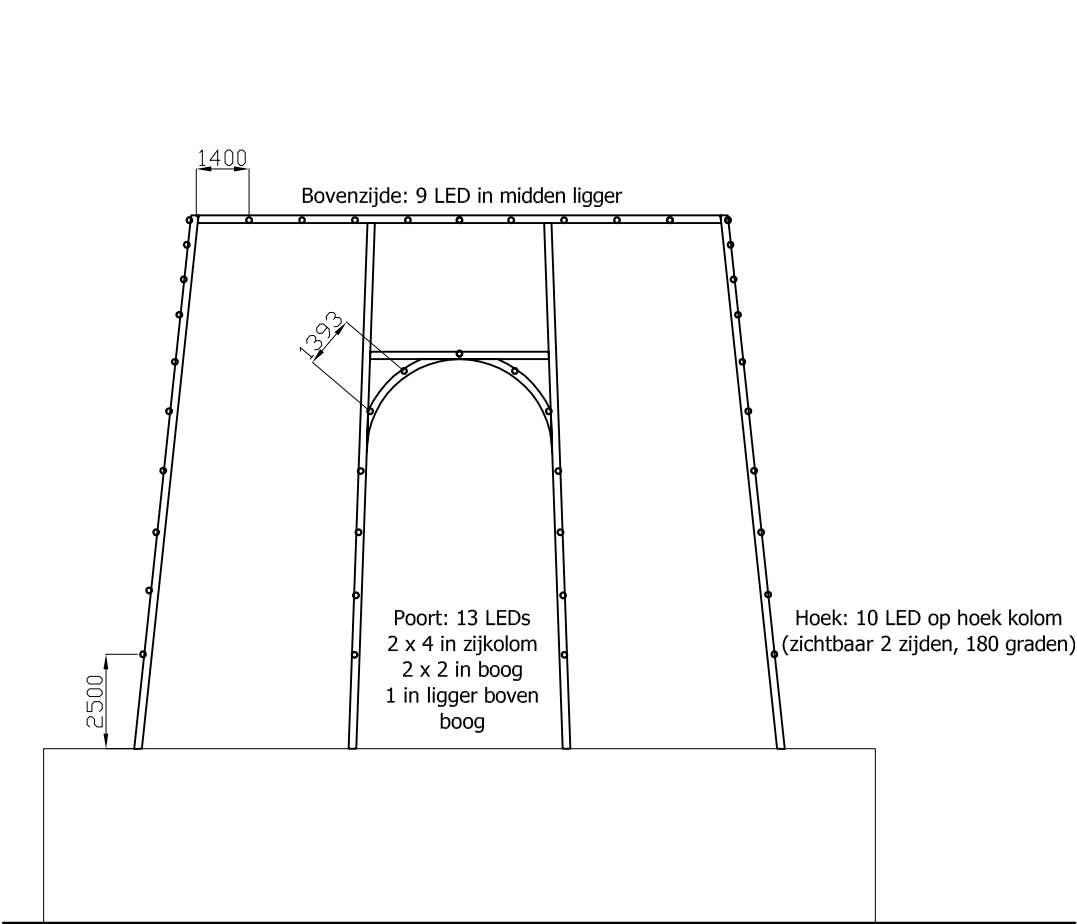 1400
Bovenzijde: 9 LED in midden ligger
1393
Poort: 13 LEDs
2 x 4 in zijkolom
2 x 2 in boog
1 in ligger boven
boog
Hoek: 10 LED op hoek kolom
(zichtbaar 2 zijden, 180 graden)
2500